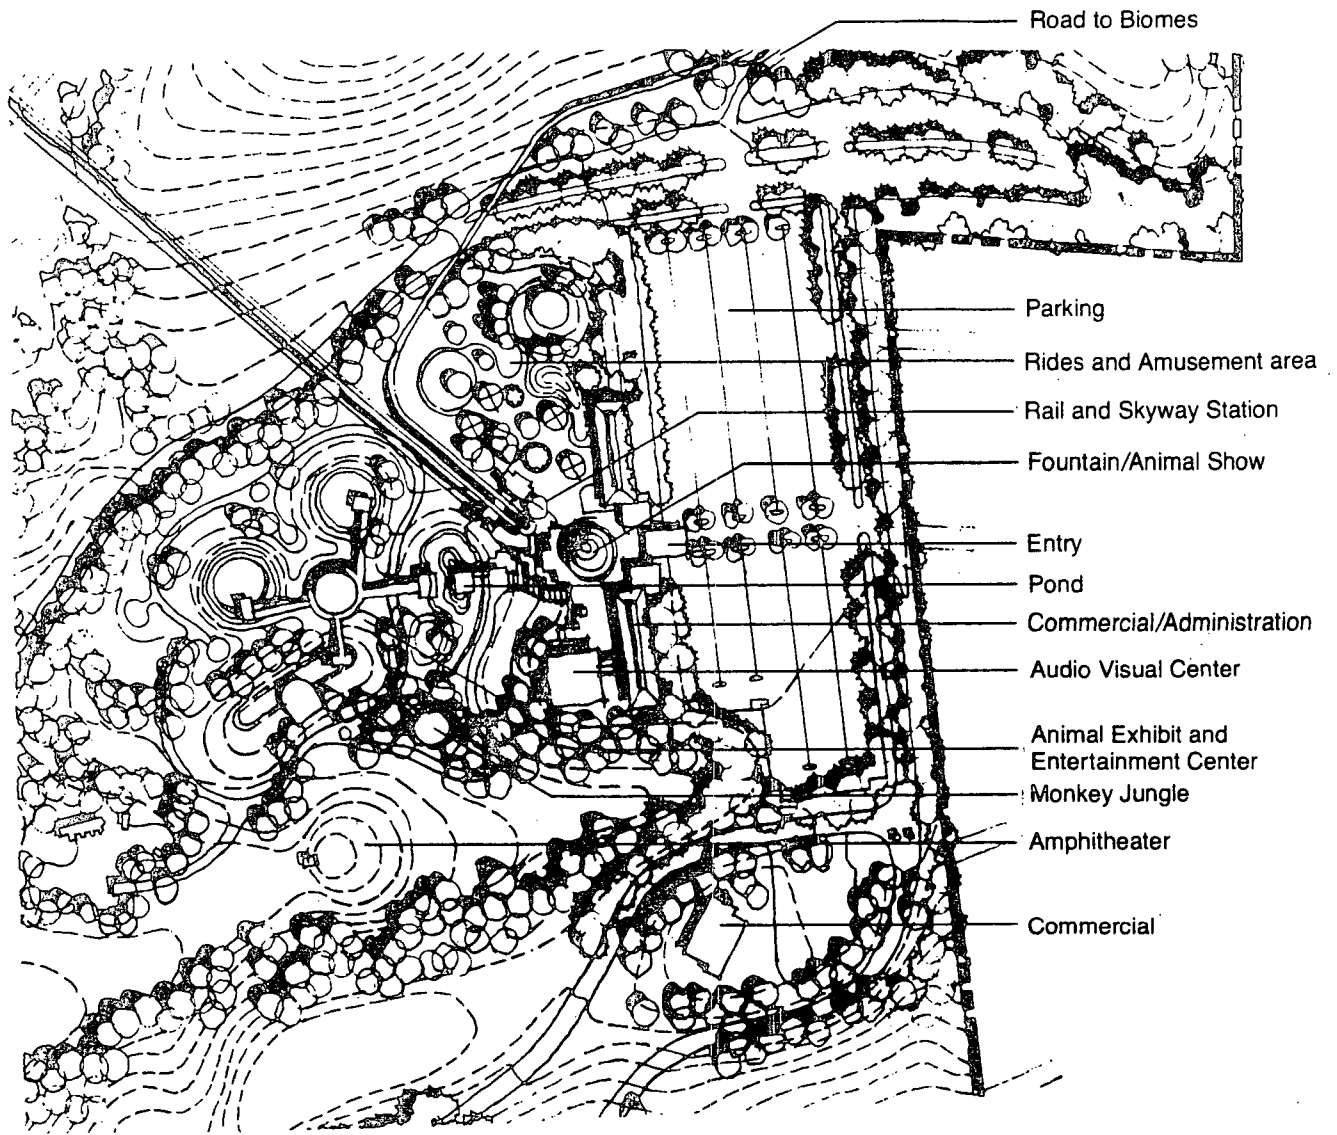 Road to Biomes
Parking
Rides and Amusement area
Rail and Skyway Station
Fountain/Animal Show
Entry
Pond
Commercial/Administration
Audio Visual Center
Animal Exhibit and
Entertainment Center
Monkey Jungle
Amphitheater
Commercial